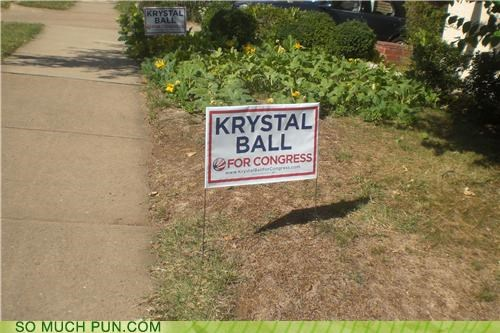 KRYSTAL
BALL
KRYSTAL
BALL
FOR CONGRESS
www.KrystalBallForCongress.com
SO MUCH PUN.COM